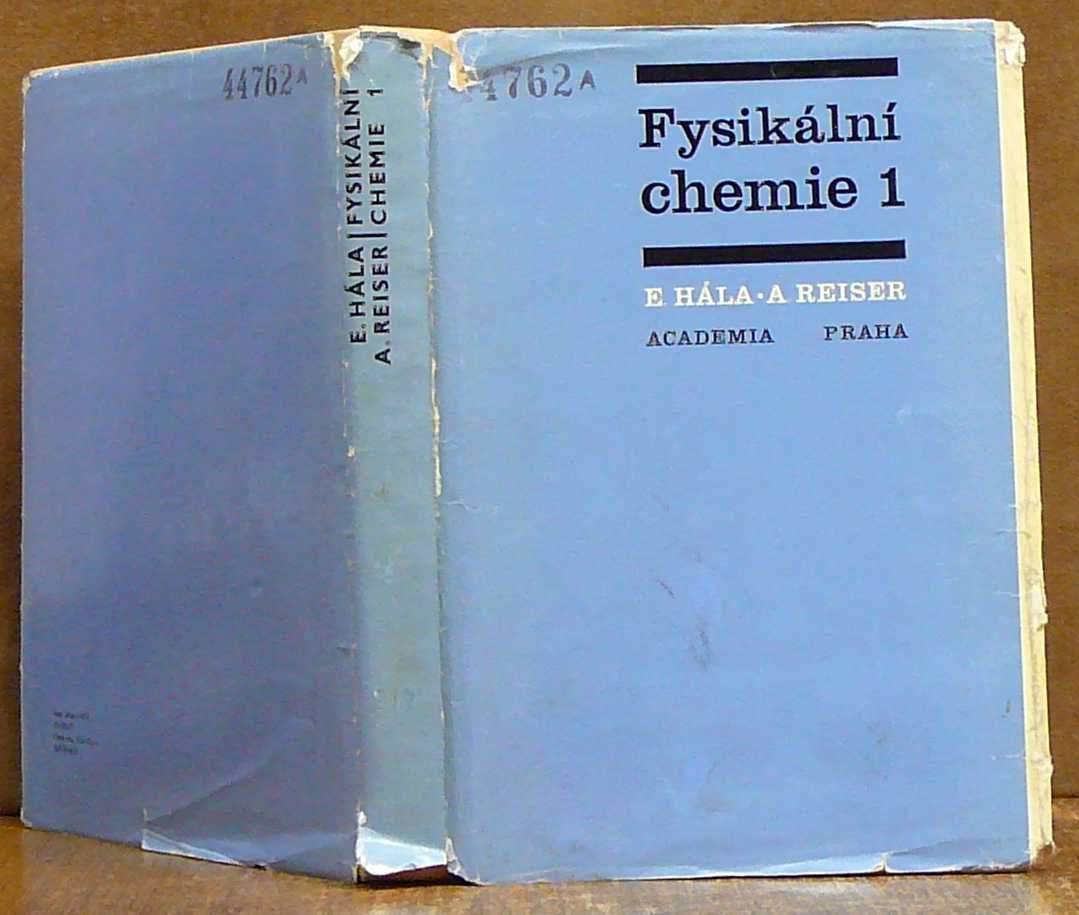 44762A
E. HÁLA | FYSIKÁLNÍ
A. REISER | CHEMIE 1
44762A
Fysikální
chemie 1
E. HÁLA · A REISER
ACADEMIA PRAHA